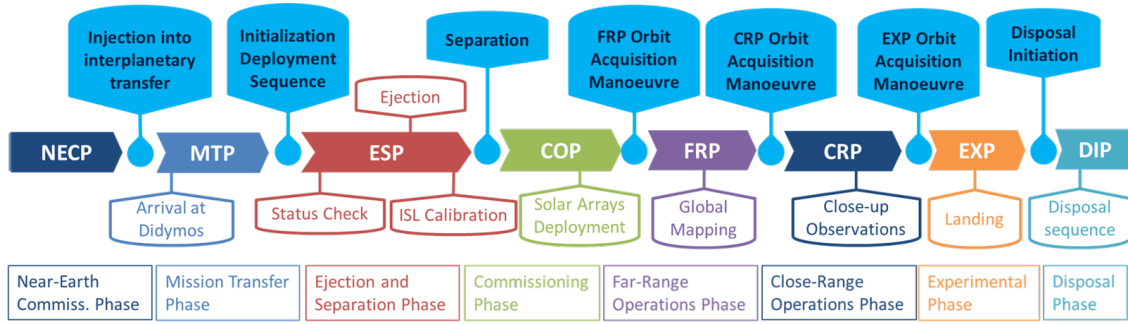 Injection into
interplanetary
transfer
Initialization
Deployment
Sequence
Separation
FRP Orbit
Acquisition
Manoeuvre
CRP Orbit
Acquisition
Manoeuvre
EXP Orbit
Acquisition
Manoeuvre
Disposal
Initiation
Ejection
NECP
MTP
ESP
COP
FRP
CRP
EXP
DIP
Arrival at
Didymos
Status Check
ISL Calibration
Solar Arrays
Deployment
Global
Mapping
Close-up
Observations
Landing
Disposal
sequence
Near-Earth
Commiss. Phase
Mission Transfer
Phase
Ejection and
Separation Phase
Commissioning
Phase
Far-Range
Operations Phase
Close-Range
Operations Phase
Experimental
Phase
Disposal
Phase